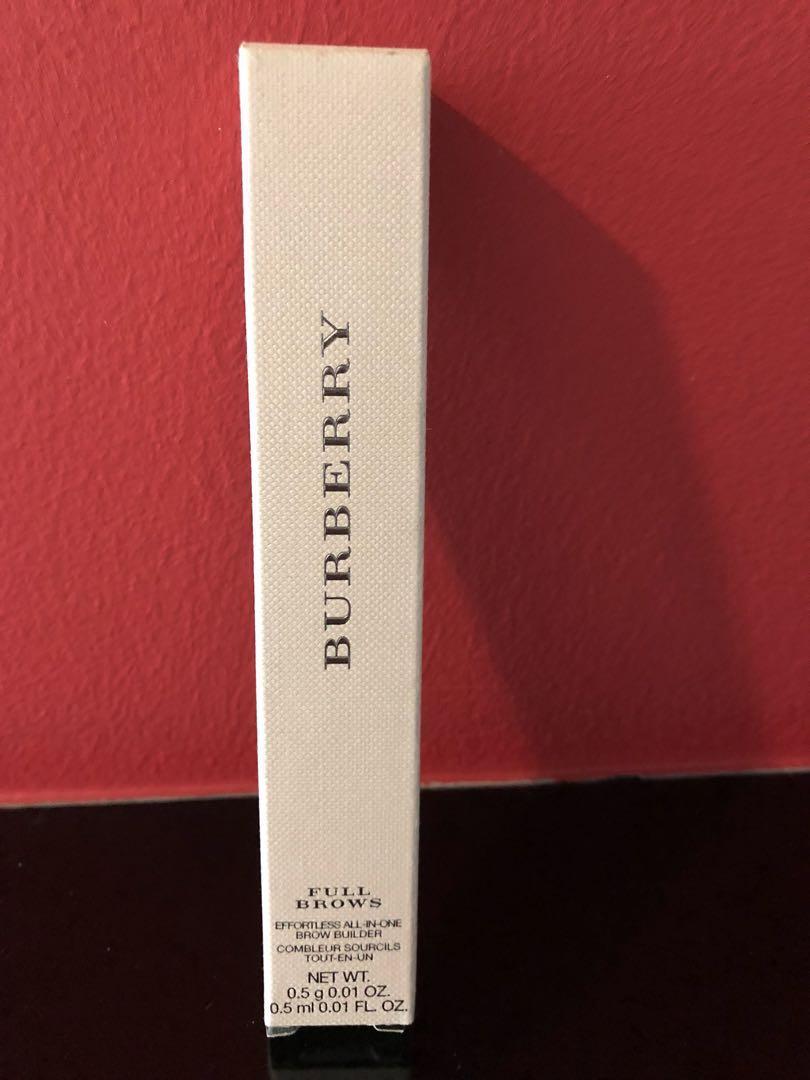 BURBERRY
FULL
BROWS
EFFORTLESS ALL-IN-ONE
BROW BUILDER
COMBLEUR SOURCILS
TOUT-EN-UN
NET WT.
0.5 g 0.01 OZ.
0.5 ml 0.01 FL. OZ.